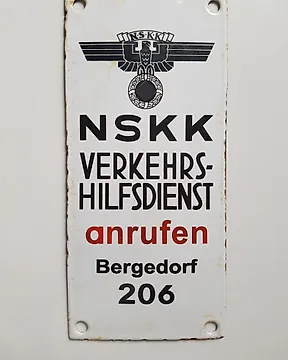 NSKK
NSKK
VERKEHRS-
HILFSDIENST
anrufen
Bergedorf
206